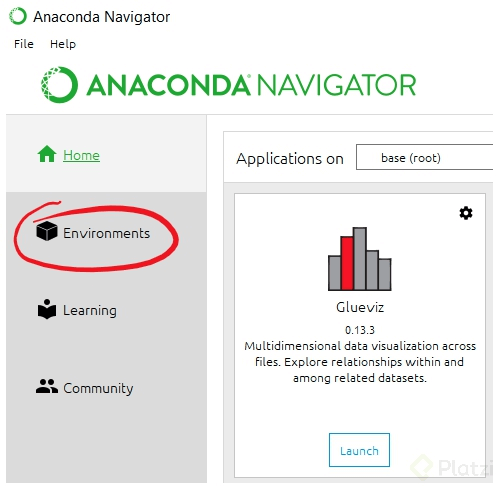 Anaconda Navigator
File Help
ANACONDA NAVIGATOR
Home
Environments
Learning
Community
Applications on base (root)
Glueviz
0.13.3
Multidimensional data visualization across
files. Explore relationships within and
among related datasets.
Launch
Platzi